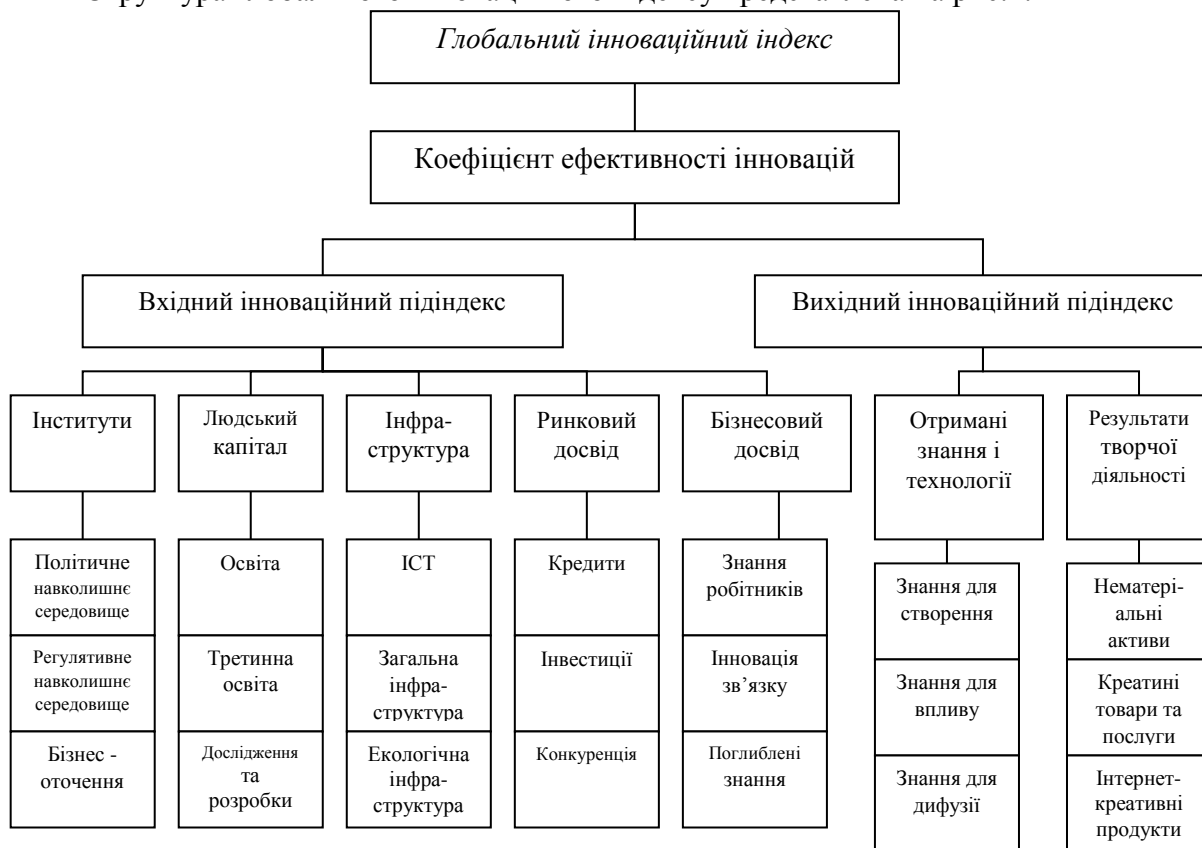 Глобальний інноваційний індекс
Коефіцієнт ефективності інновацій
Вхідний інноваційний підіндекс
Вихідний інноваційний підіндекс
Інститути
Людський
капітал
Інфра-
структура
Ринковий
досвід
Бізнесовий
досвід
Отримані
знання і
технології
Результати
творчої
діяльності
Політичне
навколишнє
середовище
Освіта
ІСТ
Кредити
Знання
робітників
Знання для
створення
Нематері-
альні
активи
Регулятивне
навколишнє
середовище
Третинна
освіта
Загальна
інфра-
структура
Інвестиції
Інновація
зв’язку
Знання для
впливу
Креатині
товари та
послуги
Бізнес -
оточення
Дослідження
та
розробки
Екологічна
інфра-
структура
Конкуренція
Поглиблені
знання
Знання для
дифузії
Інтернет-
креативні
продукти